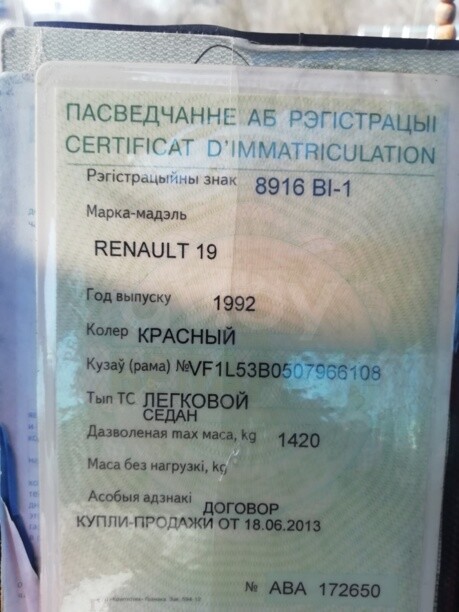 ПАСВЕДЧАННЕ АБ РЭГІСТРАЦЫІ
CERTIFICAT D'IMMATRICULATION
Рэгістрацыйны знак 8916 BI-1
Марка-мадэль
RENAULT 19
Год выпуску 1992
Колер КРАСНЫЙ
Кузаў (рама) №VF1L53B0507966108
Тып ТС ЛЕГКОВОЙ
СЕДАН
Дазволеная max маса, kg 1420
Маса без нагрузкі, kg
Асобыя адзнакі ДОГОВОР
КУПЛИ-ПРОДАЖИ ОТ 18.06.2013
№ АВА 172650